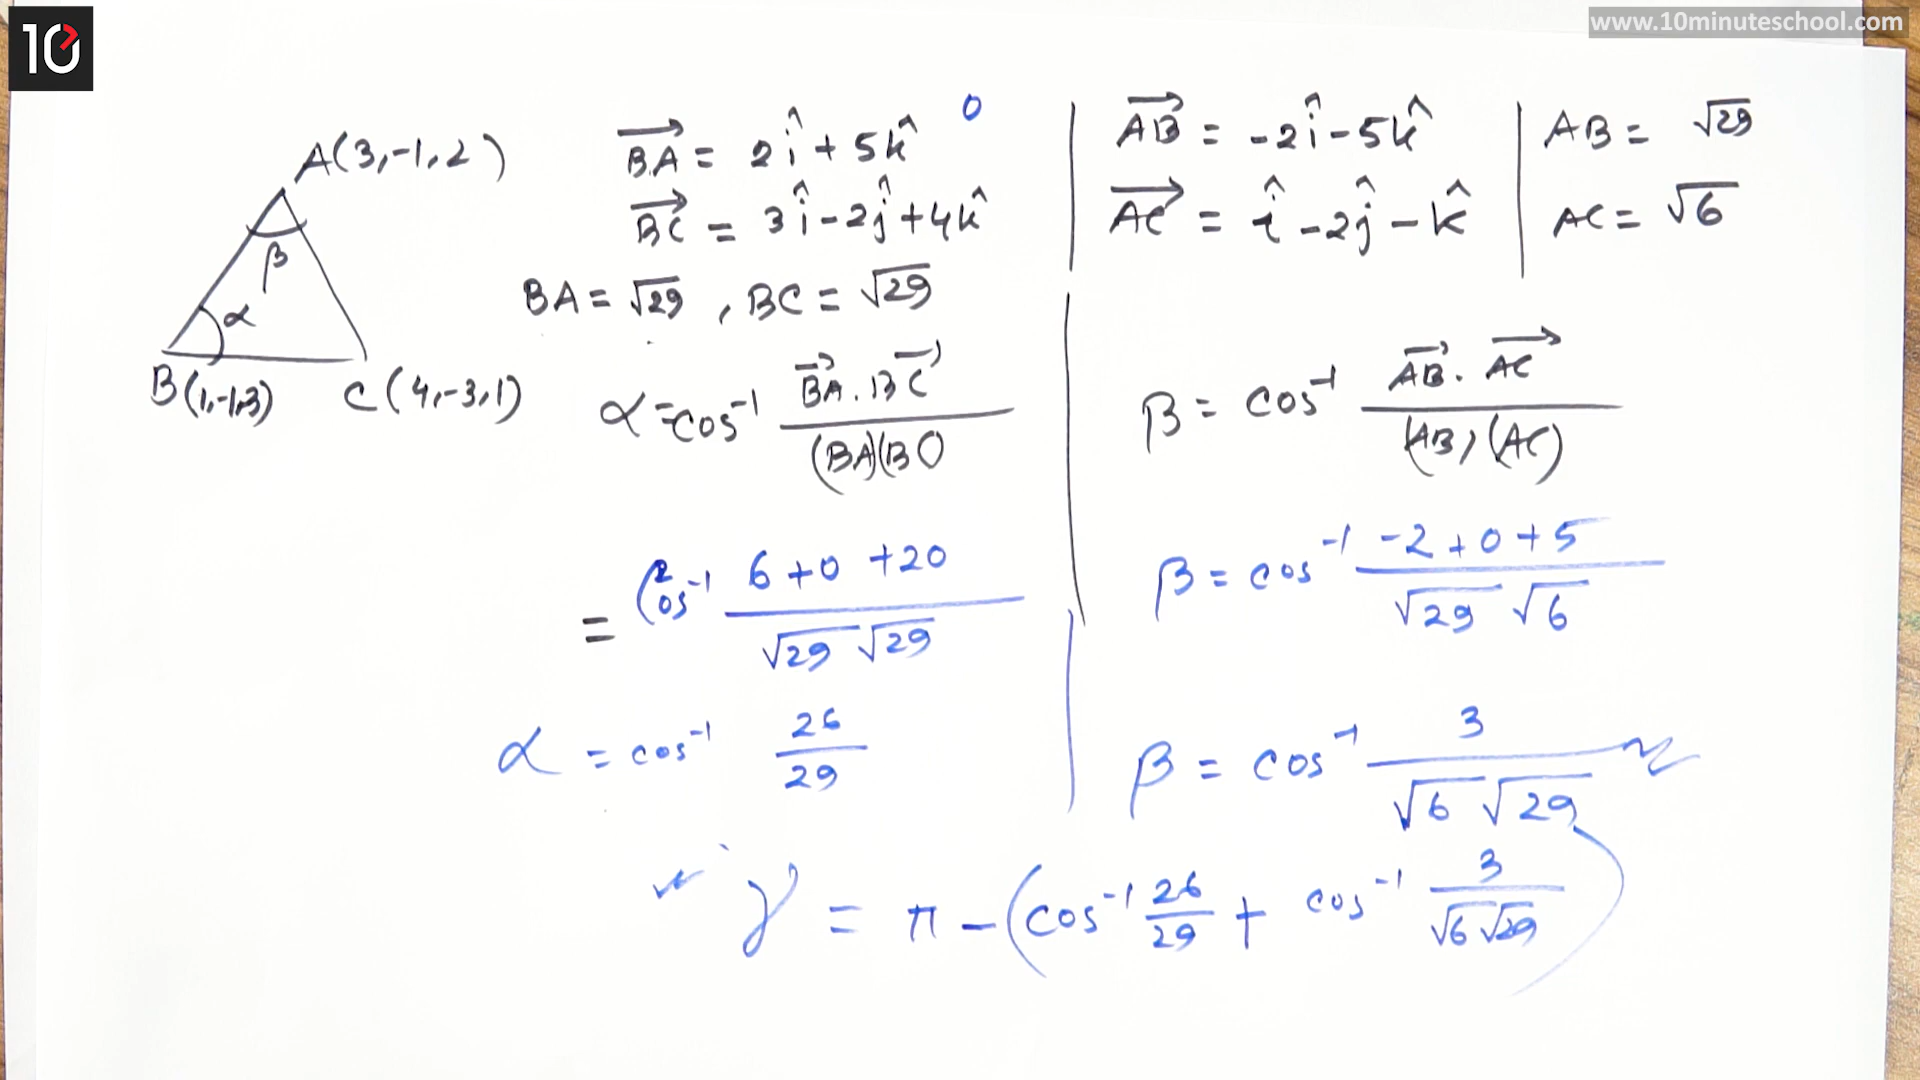 10
www.10minuteschool.com
A(3,-1,2)
β
α
B(1,-1,3)
C(4,-3,1)
0
BA→ = 2î + 5k̂
BC→ = 3î - 2ĵ + 4k̂
BA = √29 , BC = √29
α = cos⁻¹ (BA→ . BC→) / (BA)(BC)
= cos⁻¹ (6 + 0 + 20) / (√29 √29)
α = cos⁻¹ 26/29
AB→ = -2î - 5k̂
AC→ = î - 2ĵ - k̂
AB = √29
AC = √6
β = cos⁻¹ (AB→ . AC→) / (AB) (AC)
β = cos⁻¹ (-2 + 0 + 5) / (√29 √6)
β = cos⁻¹ 3 / (√6 √29)
γ = π - (cos⁻¹ 26/29 + cos⁻¹ 3/(√6 √29))